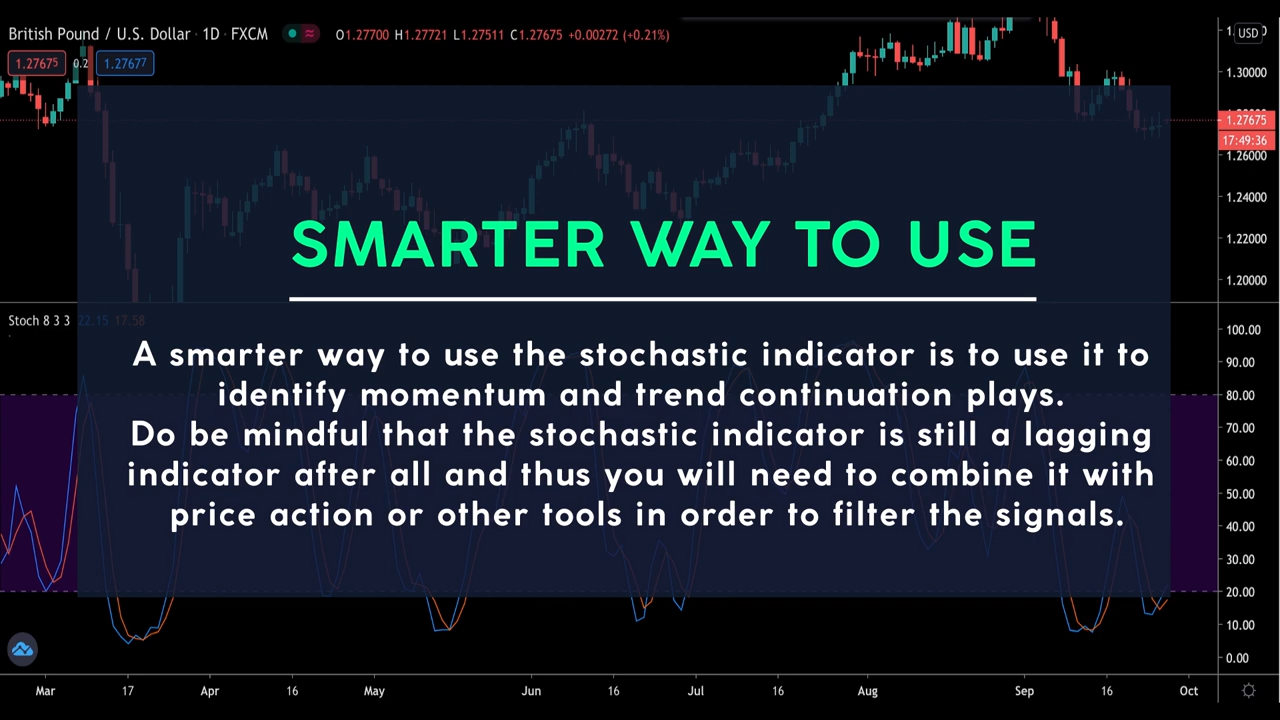 British Pound / U.S. Dollar · 1D · FXCM
O1.27700 H1.27721 L1.27511 C1.27675 +0.00272 (+0.21%)
USD
1.27675 0.2 1.27677
1.30000
1.27675
17:49:36
1.26000
1.24000
1.22000
1.20000
SMARTER WAY TO USE
Stoch 8 3 3 22.15 17.58
A smarter way to use the stochastic indicator is to use it to
identify momentum and trend continuation plays.
Do be mindful that the stochastic indicator is still a lagging
indicator after all and thus you will need to combine it with
price action or other tools in order to filter the signals.
100.00
90.00
80.00
70.00
60.00
50.00
40.00
30.00
20.00
10.00
0.00
Mar 17 Apr 16 May Jun 16 Jul 16 Aug Sep 16 Oct